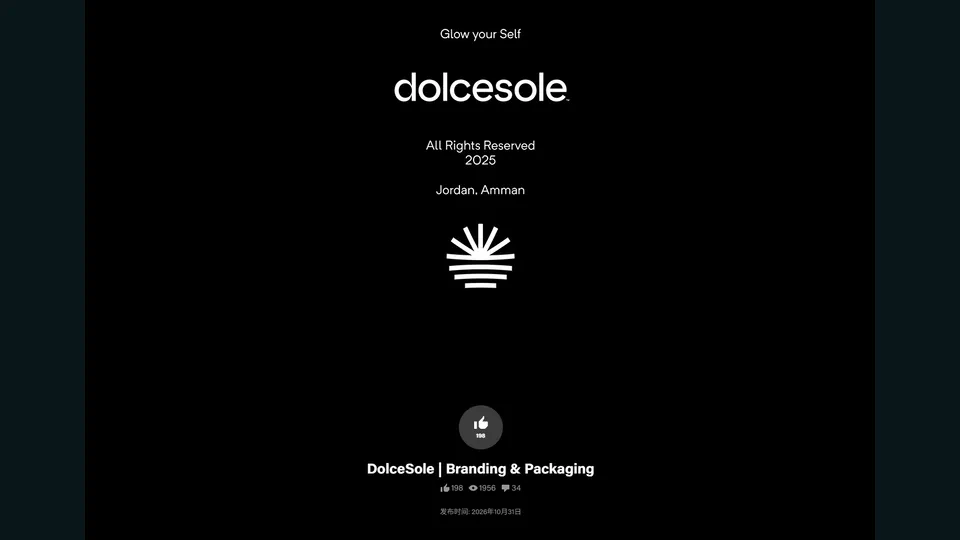 Glow your Self
dolcesole™
All Rights Reserved
2025
Jordan, Amman
198
DolceSole | Branding & Packaging
198 1956 34
发布时间: 2026年10月31日